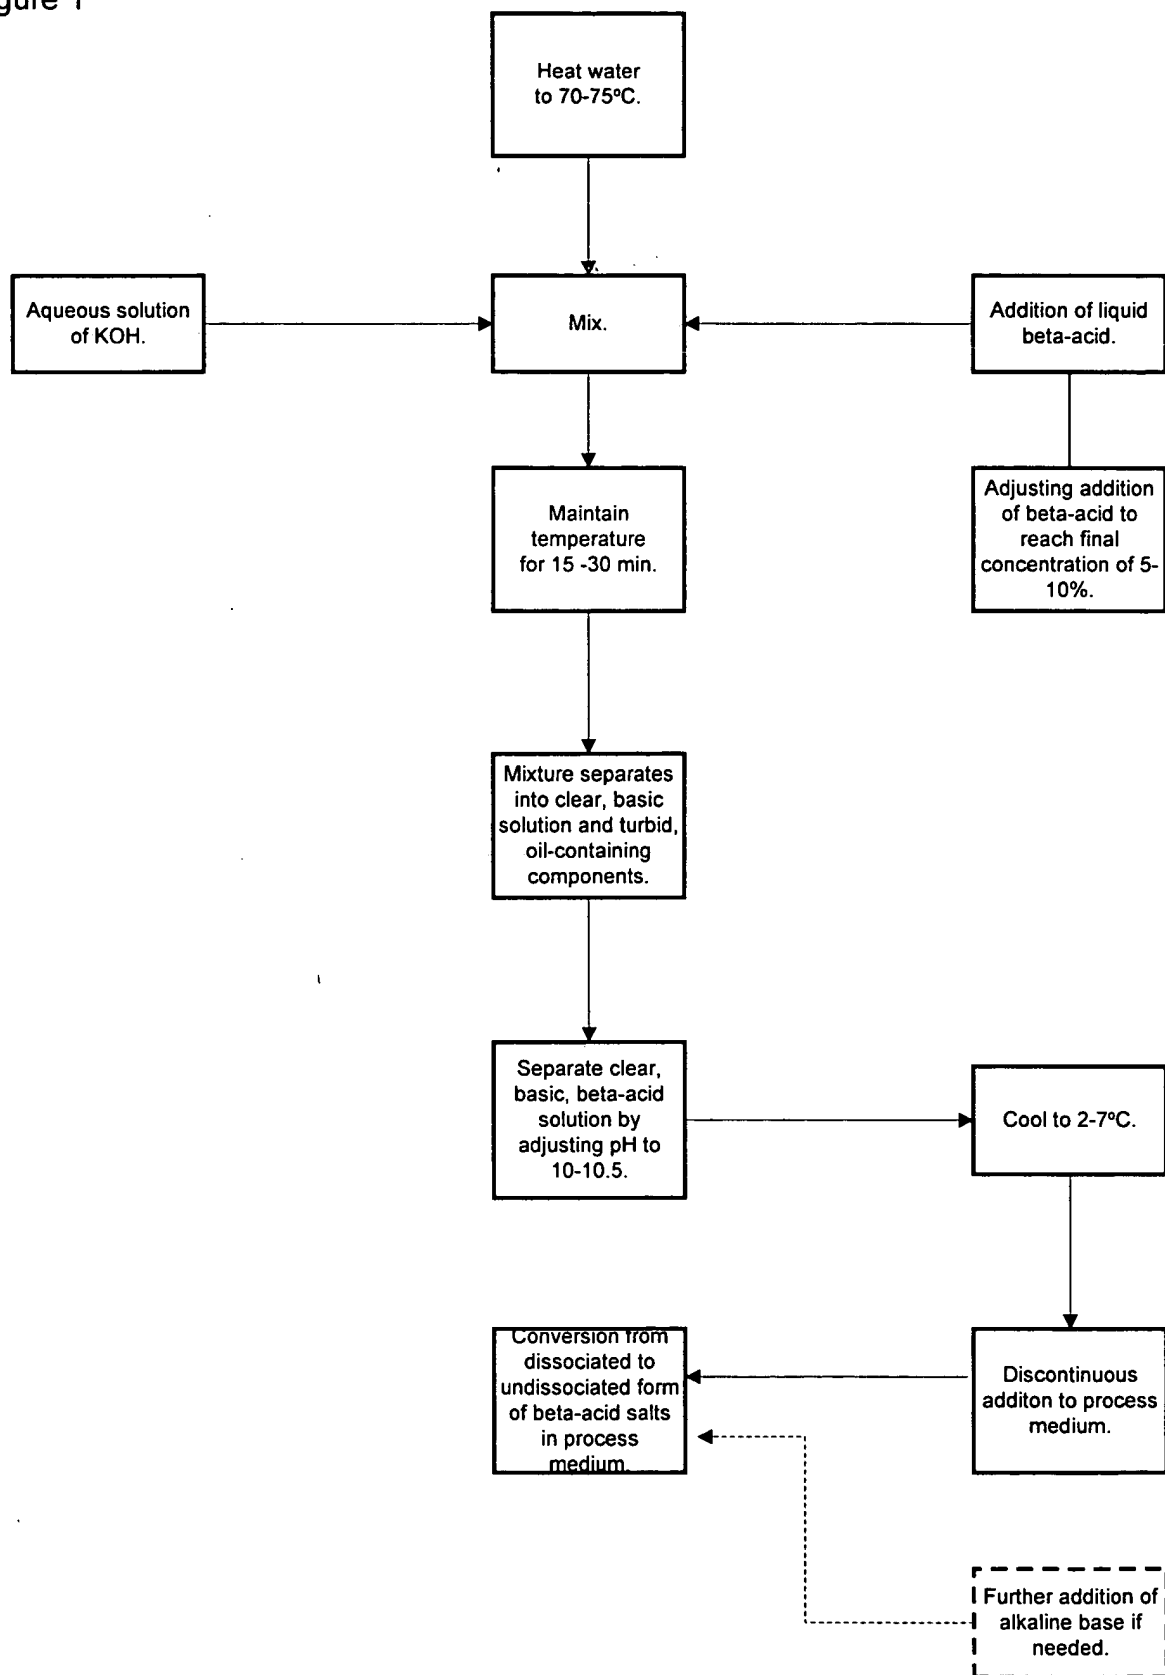 gure 1
Heat water
to 70-75ºC.
Aqueous solution
of KOH.
Mix.
Addition of liquid
beta-acid.
Maintain
temperature
for 15 -30 min.
Adjusting addition
of beta-acid to
reach final
concentration of 5-
10%.
Mixture separates
into clear, basic
solution and turbid,
oil-containing
components.
Separate clear,
basic, beta-acid
solution by
adjusting pH to
10-10.5.
Cool to 2-7ºC.
Conversion from
dissociated to
undissociated form
of beta-acid salts
in process
medium.
Discontinuous
additon to process
medium.
Further addition of
alkaline base if
needed.